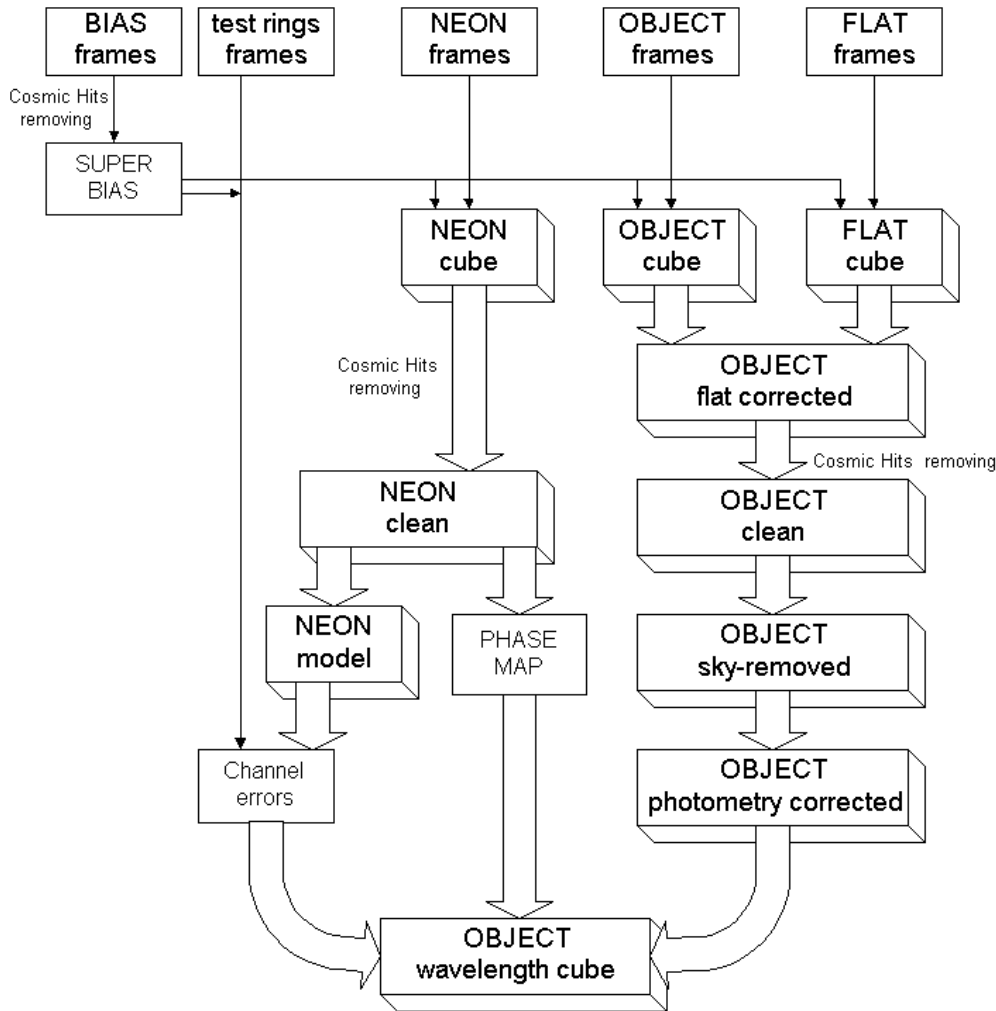 BIAS
frames
test rings
frames
NEON
frames
OBJECT
frames
FLAT
frames
Cosmic Hits
removing
SUPER
BIAS
NEON
cube
OBJECT
cube
FLAT
cube
Cosmic Hits
removing
OBJECT
flat corrected
Cosmic Hits removing
NEON
clean
OBJECT
clean
NEON
model
PHASE
MAP
OBJECT
sky-removed
Channel
errors
OBJECT
photometry corrected
OBJECT
wavelength cube